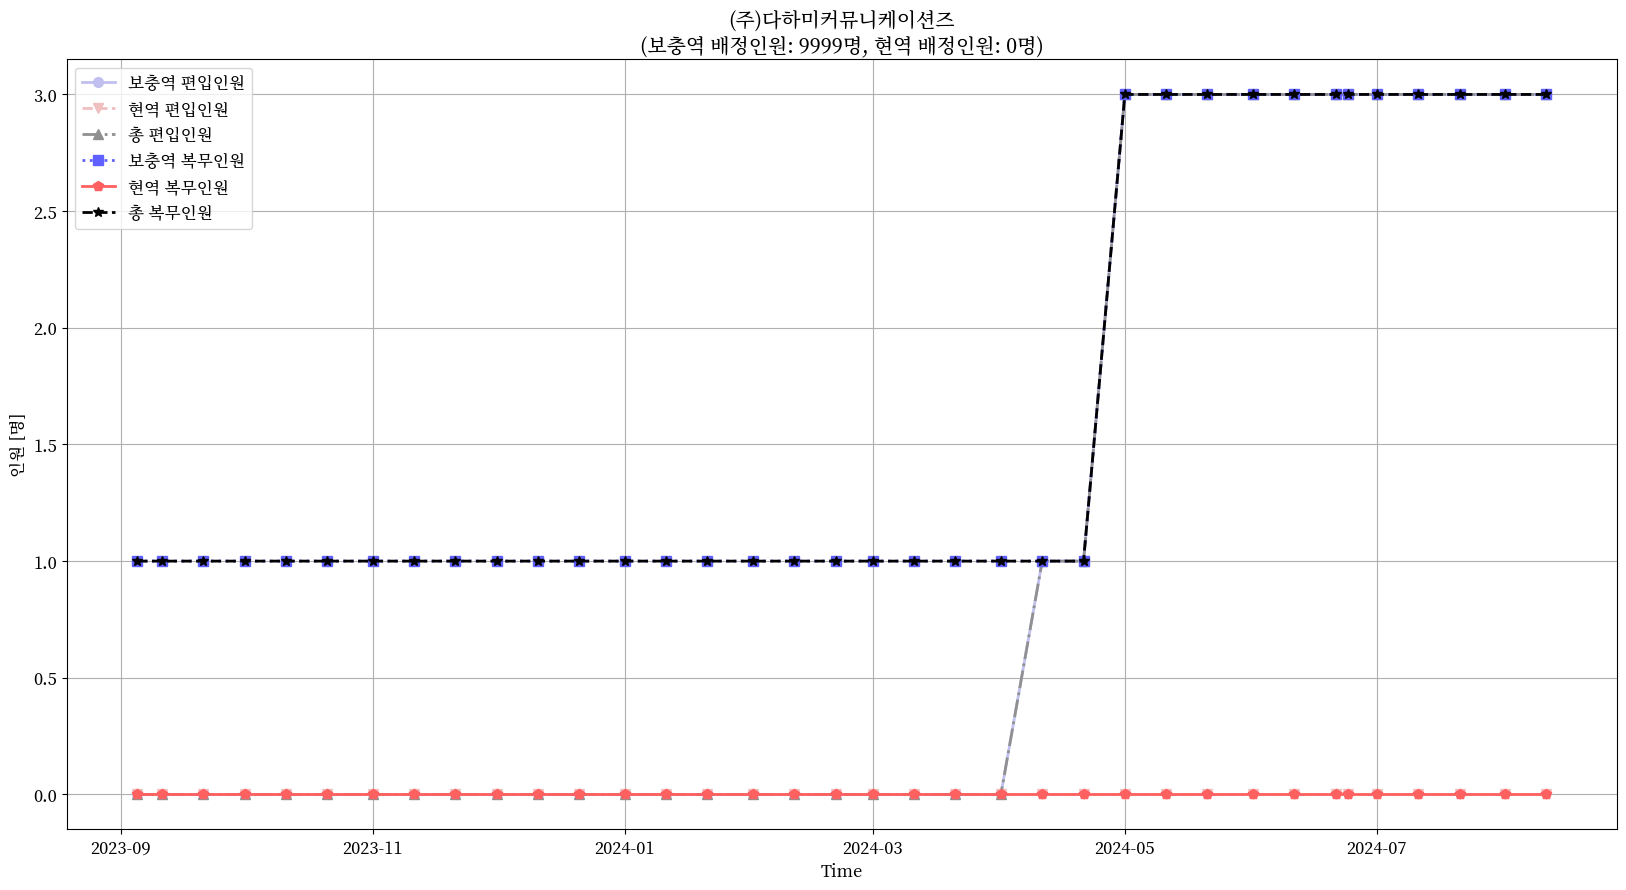 (주)다하미커뮤니케이션즈
(보충역 배정인원: 9999명, 현역 배정인원: 0명)
보충역 편입인원
현역 편입인원
총 편입인원
보충역 복무인원
현역 복무인원
총 복무인원
3.0
2.5
2.0
1.5
1.0
0.5
0.0
인원 [명]
2023-09
2023-11
2024-01
2024-03
2024-05
2024-07
Time